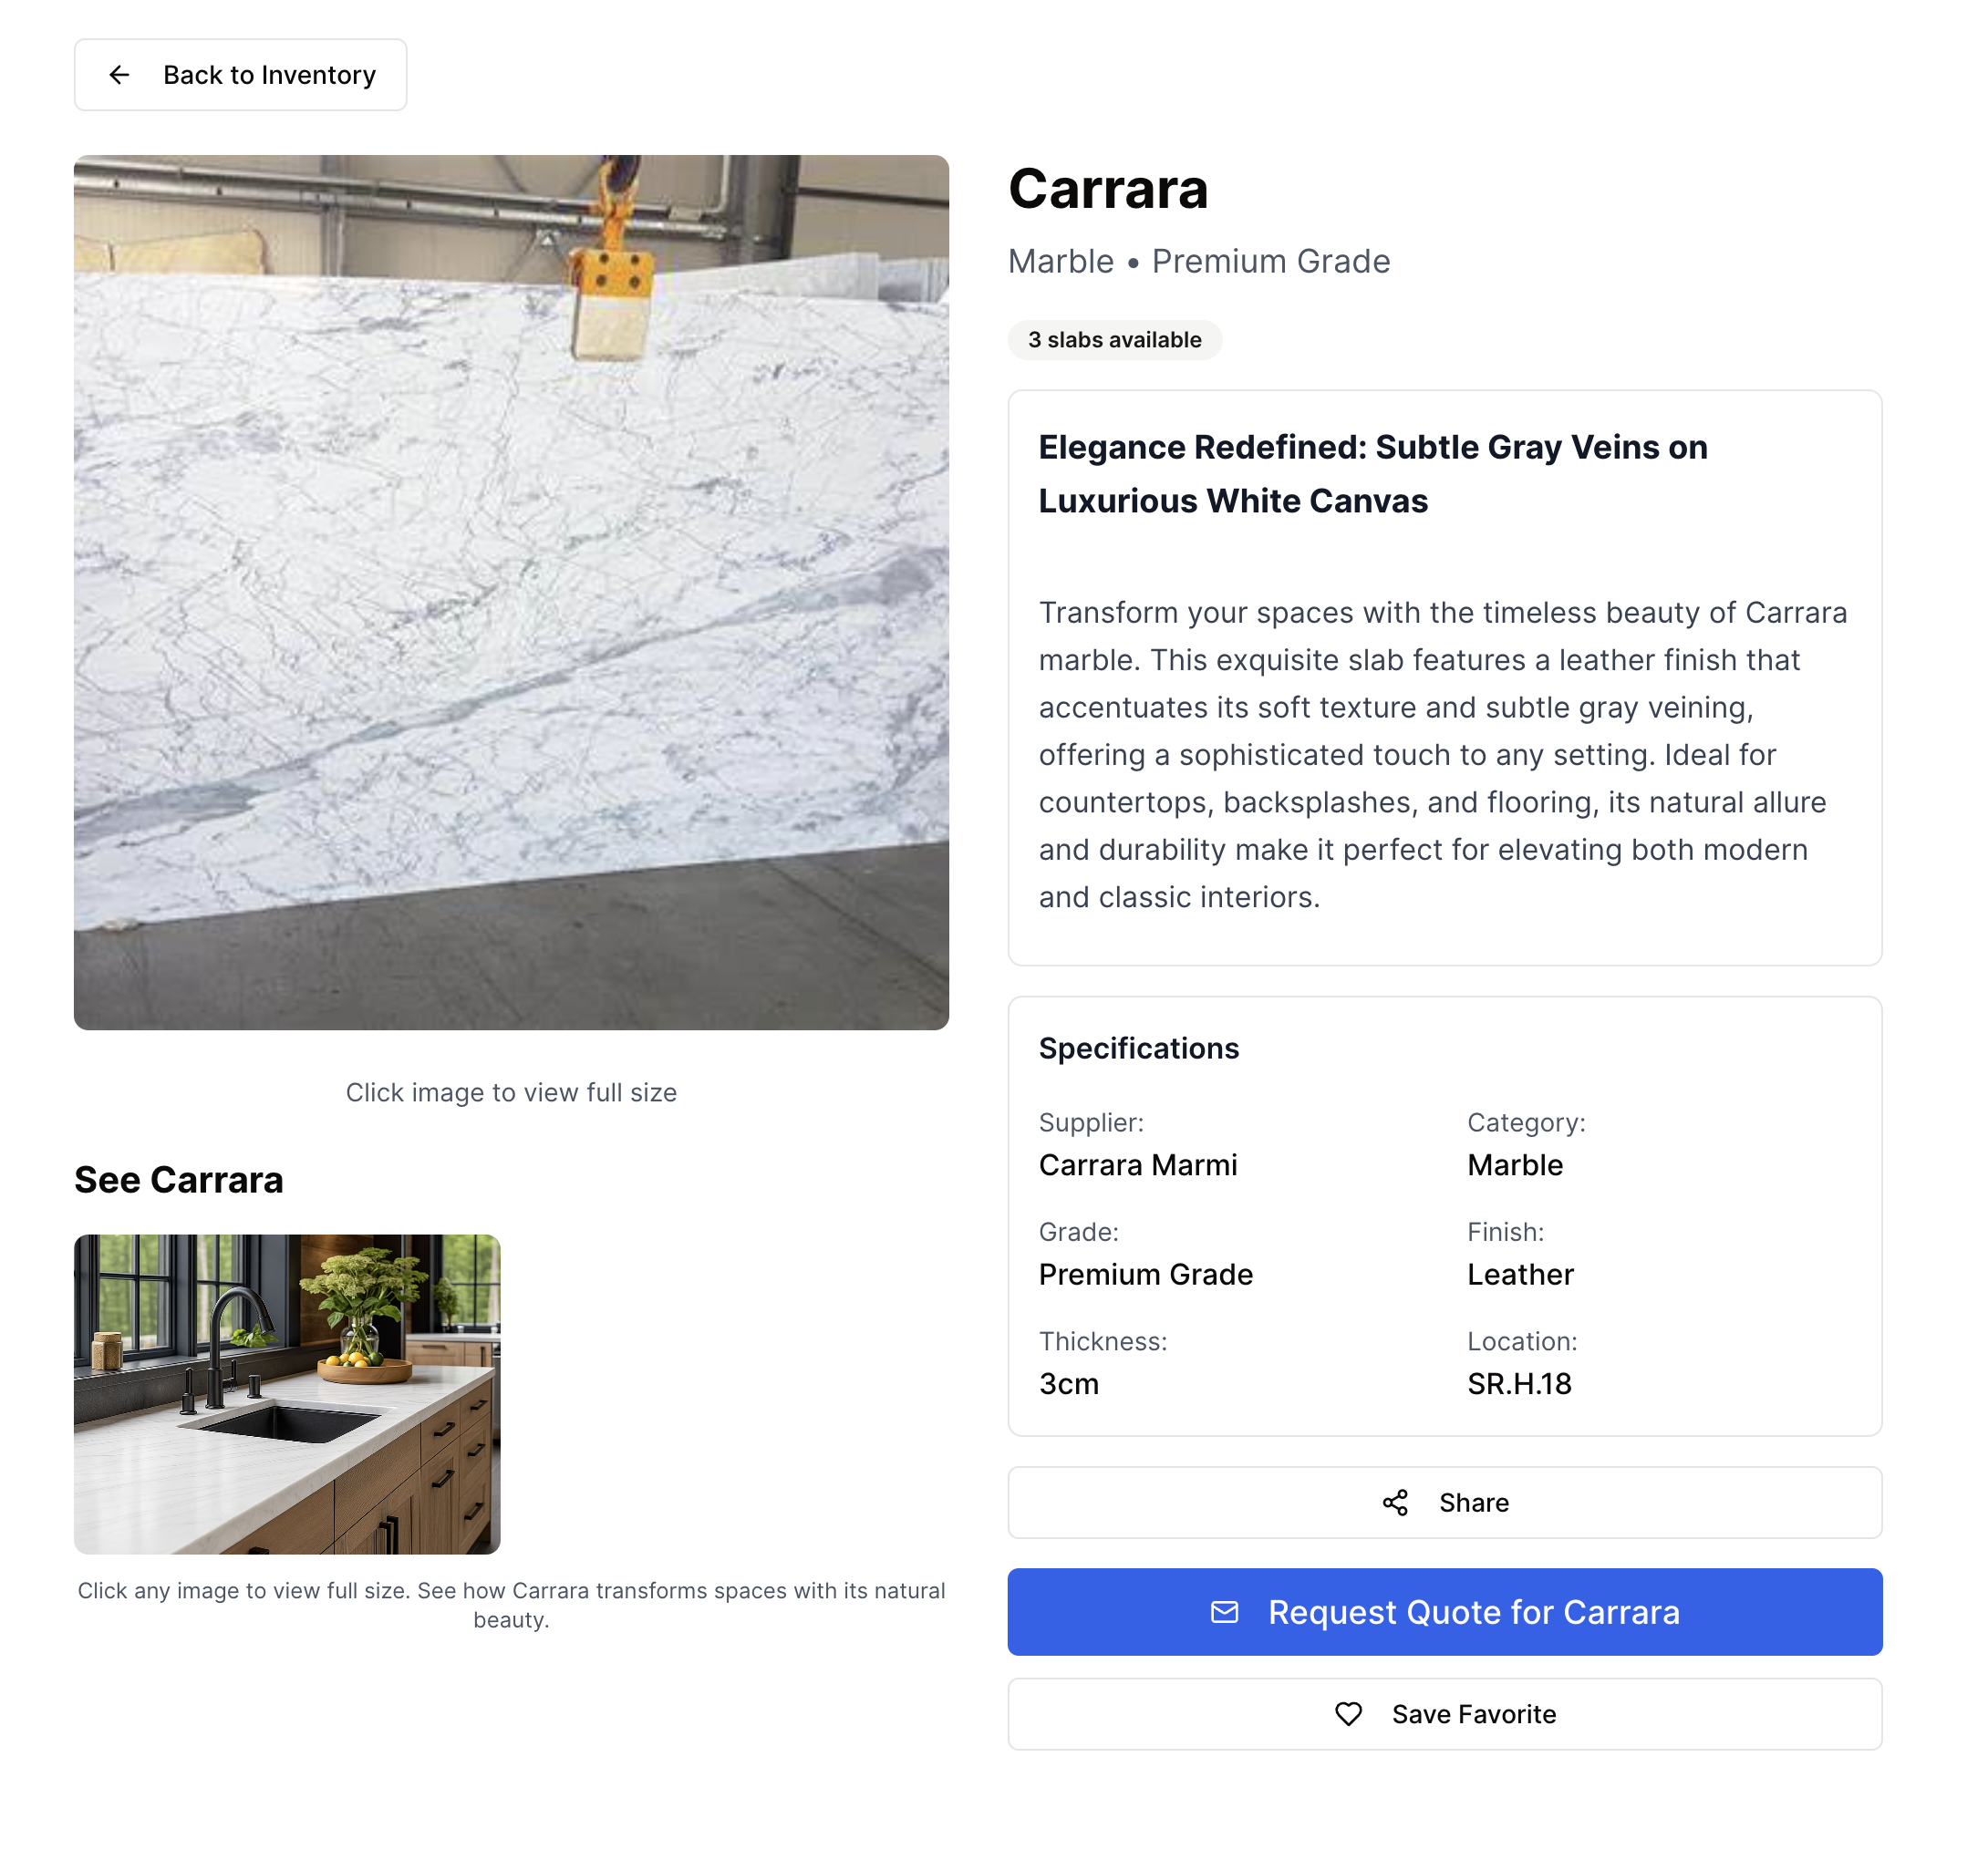 Back to Inventory
Carrara
Marble • Premium Grade
3 slabs available
Elegance Redefined: Subtle Gray Veins on
Luxurious White Canvas
Transform your spaces with the timeless beauty of Carrara
marble. This exquisite slab features a leather finish that
accentuates its soft texture and subtle gray veining,
offering a sophisticated touch to any setting. Ideal for
countertops, backsplashes, and flooring, its natural allure
and durability make it perfect for elevating both modern
and classic interiors.
Click image to view full size
See Carrara
Click any image to view full size. See how Carrara transforms spaces with its natural
beauty.
Specifications
Supplier:
Carrara Marmi
Category:
Marble
Grade:
Premium Grade
Finish:
Leather
Thickness:
3cm
Location:
SR.H.18
Share
Request Quote for Carrara
Save Favorite